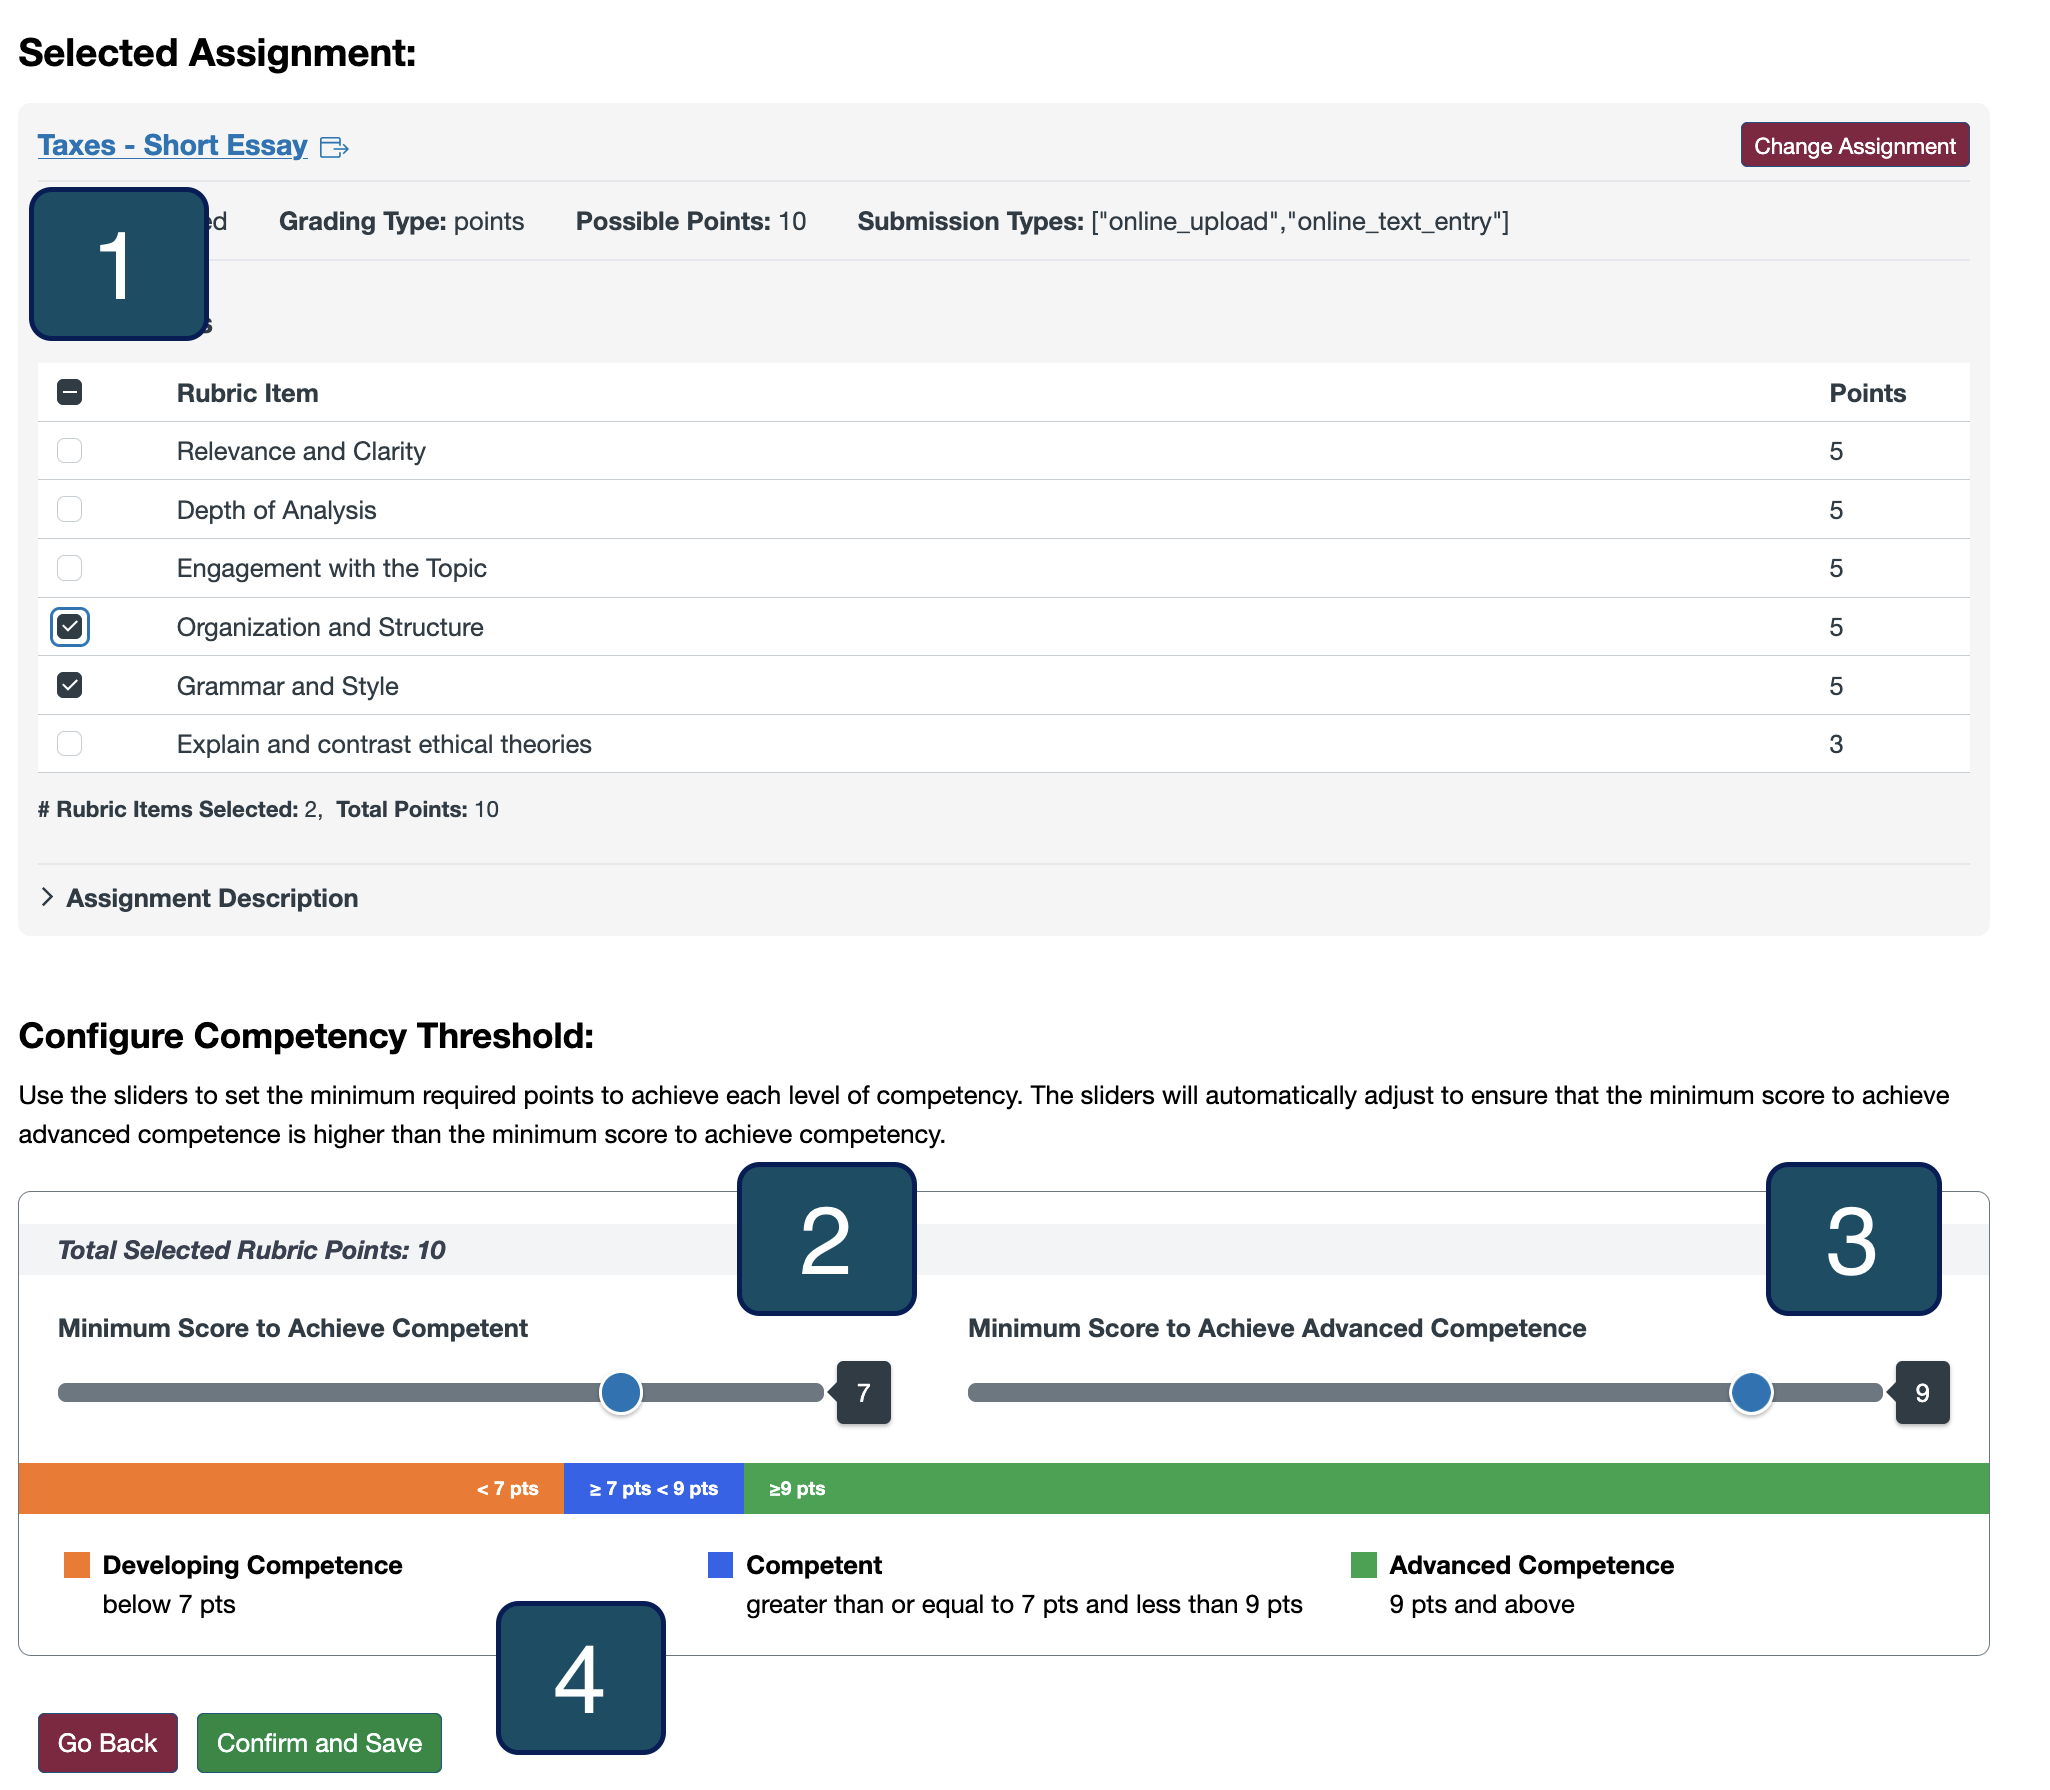 Selected Assignment:
Taxes - Short Essay
Change Assignment
1
Grading Type: points Possible Points: 10 Submission Types: ["online_upload","online_text_entry"]
Rubric Item Points
Relevance and Clarity 5
Depth of Analysis 5
Engagement with the Topic 5
Organization and Structure 5
Grammar and Style 5
Explain and contrast ethical theories 3
# Rubric Items Selected: 2, Total Points: 10
Assignment Description
Configure Competency Threshold:
Use the sliders to set the minimum required points to achieve each level of competency. The sliders will automatically adjust to ensure that the minimum score to achieve
advanced competence is higher than the minimum score to achieve competency.
2
3
Total Selected Rubric Points: 10
Minimum Score to Achieve Competent
Minimum Score to Achieve Advanced Competence
7
9
< 7 pts ≥ 7 pts < 9 pts ≥9 pts
Developing Competence
below 7 pts
Competent
greater than or equal to 7 pts and less than 9 pts
Advanced Competence
9 pts and above
4
Go Back
Confirm and Save